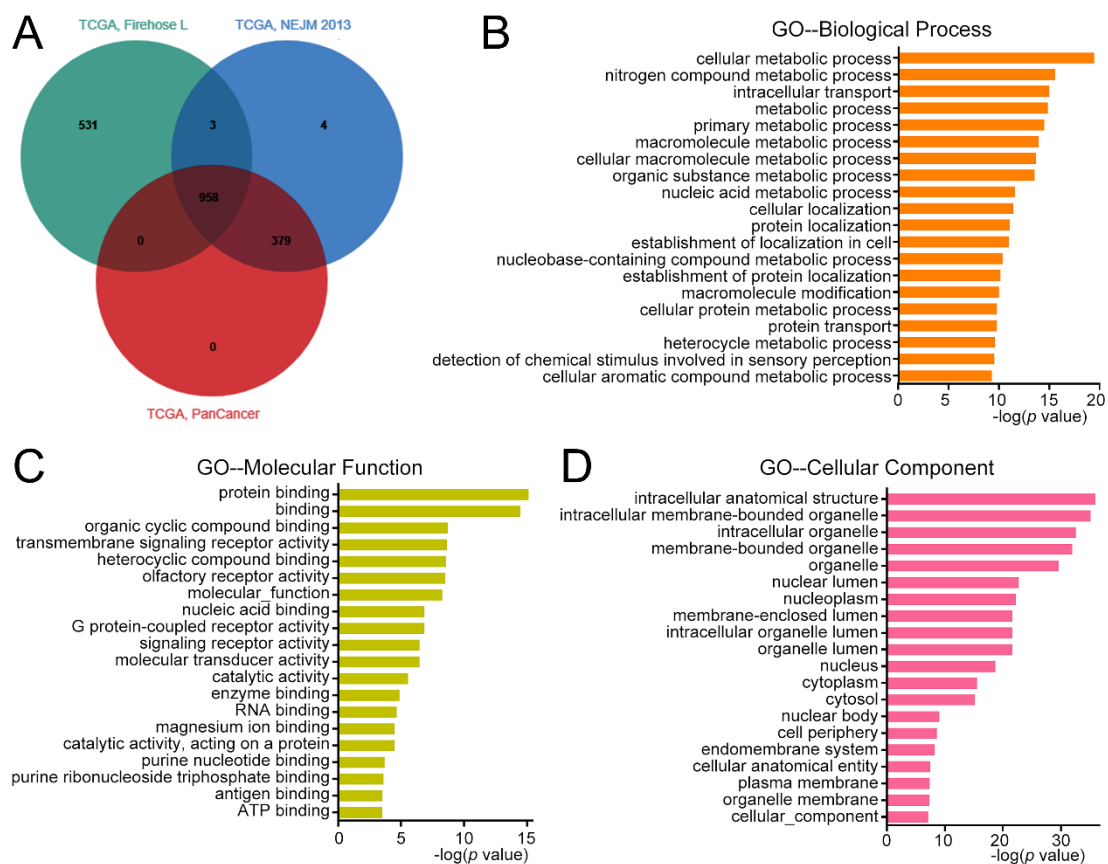 A
TCGA, Firehose L
TCGA, NEJM 2013
531
3
4
958
0
379
0
TCGA, PanCancer
B
GO--Biological Process
cellular metabolic process
nitrogen compound metabolic process
intracellular transport
metabolic process
primary metabolic process
macromolecule metabolic process
cellular macromolecule metabolic process
organic substance metabolic process
nucleic acid metabolic process
cellular localization
protein localization
establishment of localization in cell
nucleobase-containing compound metabolic process
establishment of protein localization
macromolecule modification
cellular protein metabolic process
protein transport
heterocycle metabolic process
detection of chemical stimulus involved in sensory perception
cellular aromatic compound metabolic process
0 5 10 15 20
-log(p value)
C
GO--Molecular Function
protein binding
binding
organic cyclic compound binding
transmembrane signaling receptor activity
heterocyclic compound binding
olfactory receptor activity
molecular_function
nucleic acid binding
G protein-coupled receptor activity
signaling receptor activity
molecular transducer activity
catalytic activity
enzyme binding
RNA binding
magnesium ion binding
catalytic activity, acting on a protein
purine nucleotide binding
purine ribonucleoside triphosphate binding
antigen binding
ATP binding
0 5 10 15
-log(p value)
D
GO--Cellular Component
intracellular anatomical structure
intracellular membrane-bounded organelle
intracellular organelle
membrane-bounded organelle
organelle
nuclear lumen
nucleoplasm
membrane-enclosed lumen
intracellular organelle lumen
organelle lumen
nucleus
cytoplasm
cytosol
nuclear body
cell periphery
endomembrane system
cellular anatomical entity
plasma membrane
organelle membrane
cellular_component
0 10 20 30
-log(p value)